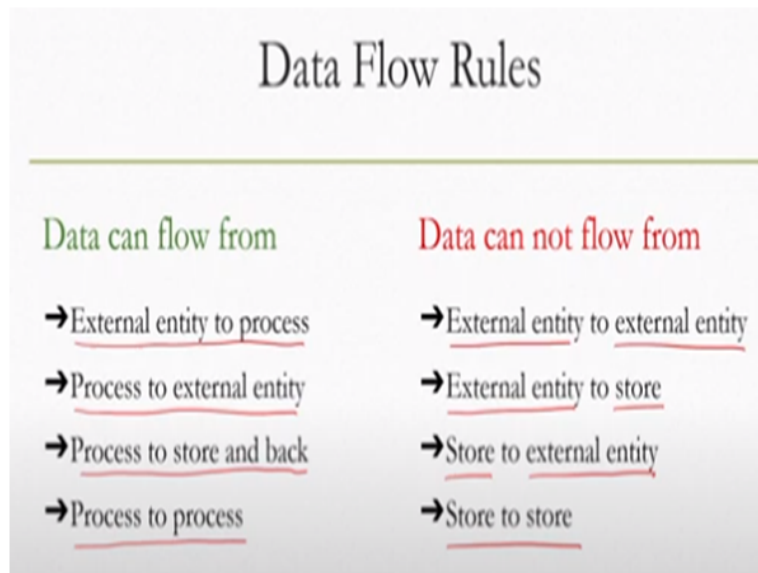 Data Flow Rules
Data can flow from
➔External entity to process
➔Process to external entity
➔Process to store and back
➔Process to process
Data can not flow from
➔External entity to external entity
➔External entity to store
➔Store to external entity
➔Store to store